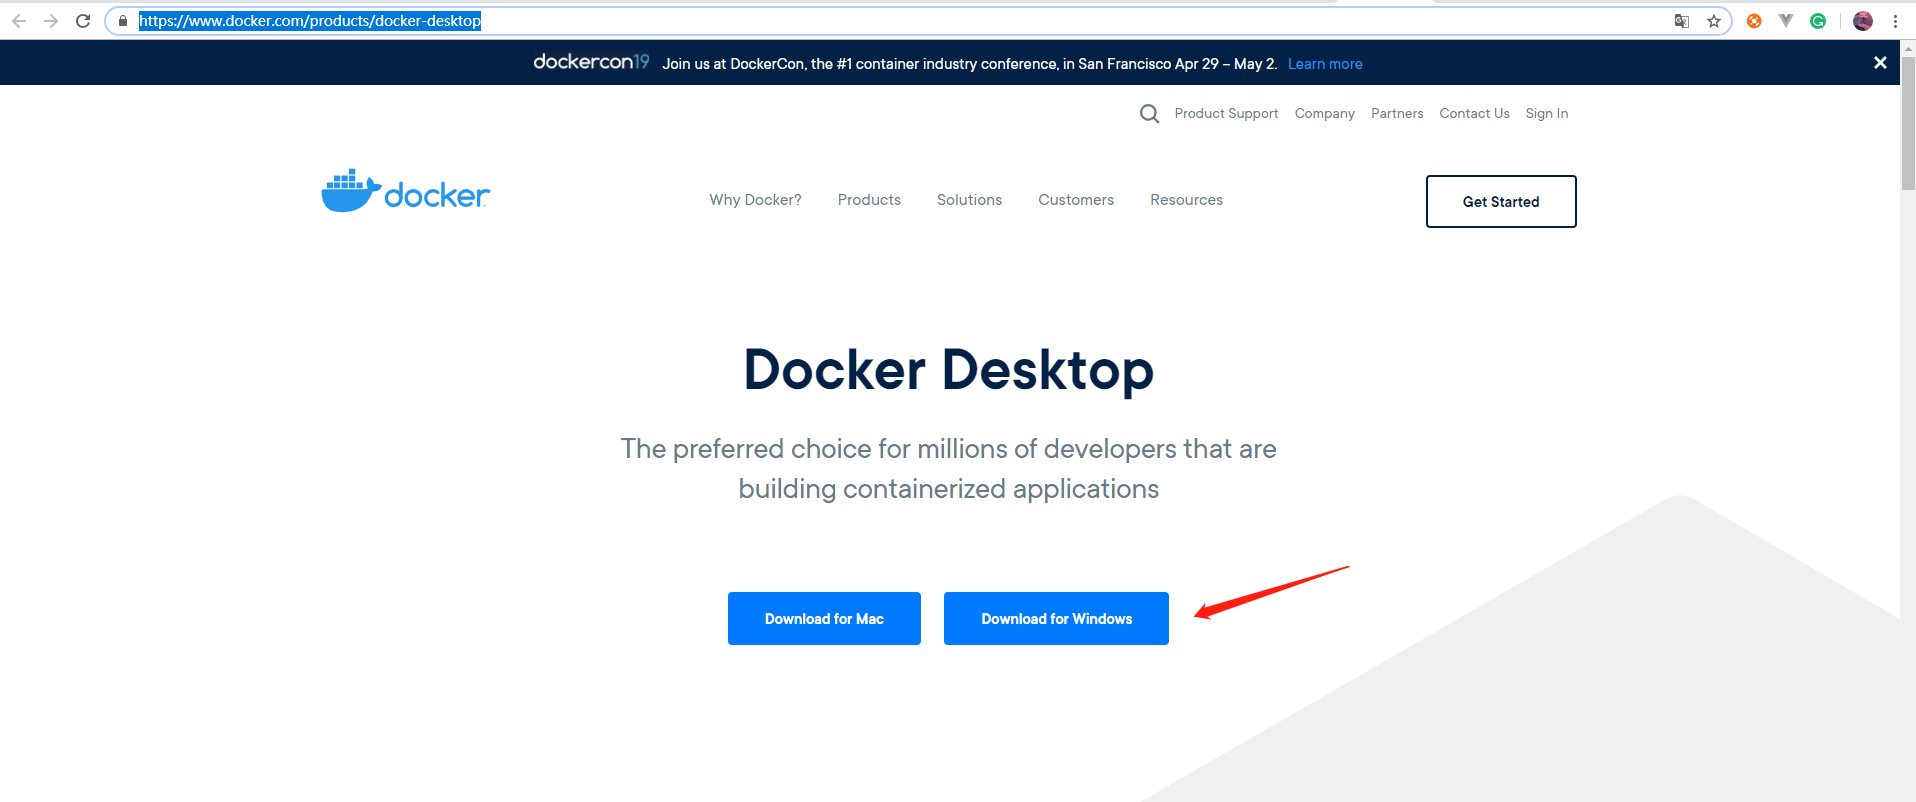 https://www.docker.com/products/docker-desktop
dockercon19 Join us at DockerCon, the #1 container industry conference, in San Francisco Apr 29 – May 2. Learn more
Product Support Company Partners Contact Us Sign In
docker
Why Docker? Products Solutions Customers Resources
Get Started
Docker Desktop
The preferred choice for millions of developers that are
building containerized applications
Download for Mac Download for Windows